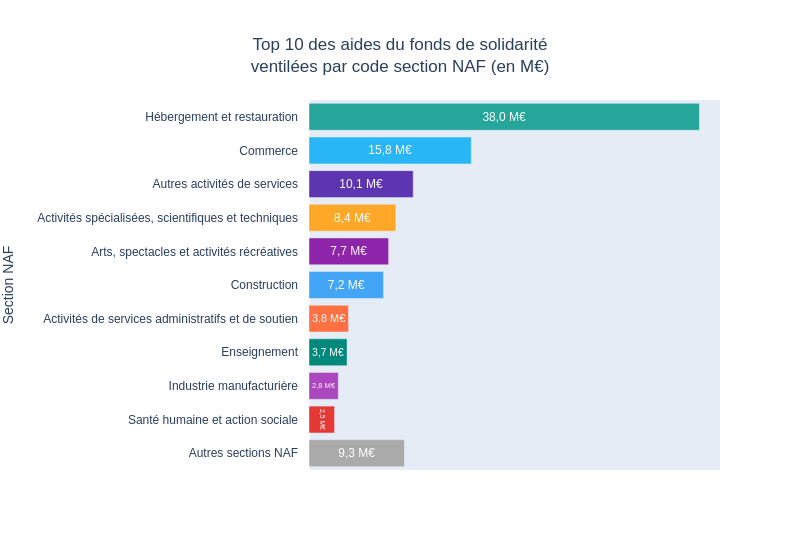 Top 10 des aides du fonds de solidarité
ventilées par code section NAF (en M€)
Section NAF
Hébergement et restauration 38,0 M€
Commerce 15,8 M€
Autres activités de services 10,1 M€
Activités spécialisées, scientifiques et techniques 8,4 M€
Arts, spectacles et activités récréatives 7,7 M€
Construction 7,2 M€
Activités de services administratifs et de soutien 3,8 M€
Enseignement 3,7 M€
Industrie manufacturière 2,8 M€
Santé humaine et action sociale 2,5 M€
Autres sections NAF 9,3 M€